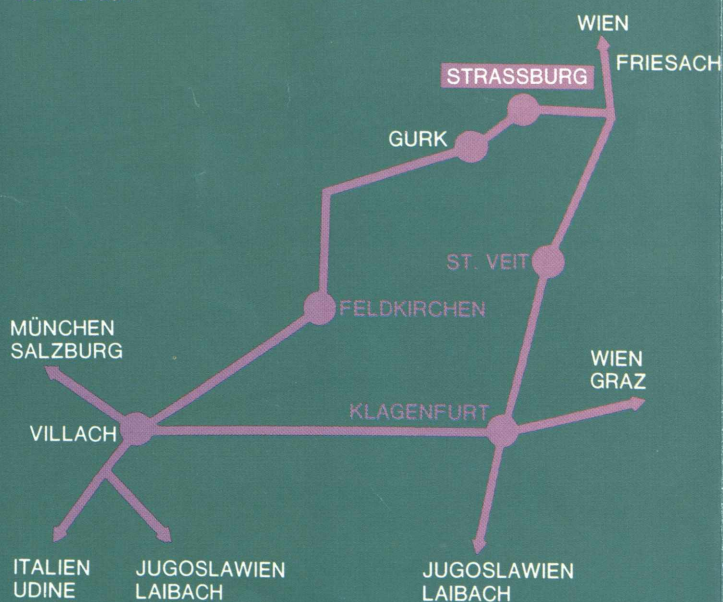 WIEN
FRIESACH
STRASSBURG
GURK
ST. VEIT
FELDKIRCHEN
MÜNCHEN
SALZBURG
WIEN
GRAZ
KLAGENFURT
VILLACH
ITALIEN
UDINE
JUGOSLAWIEN
LAIBACH
JUGOSLAWIEN
LAIBACH